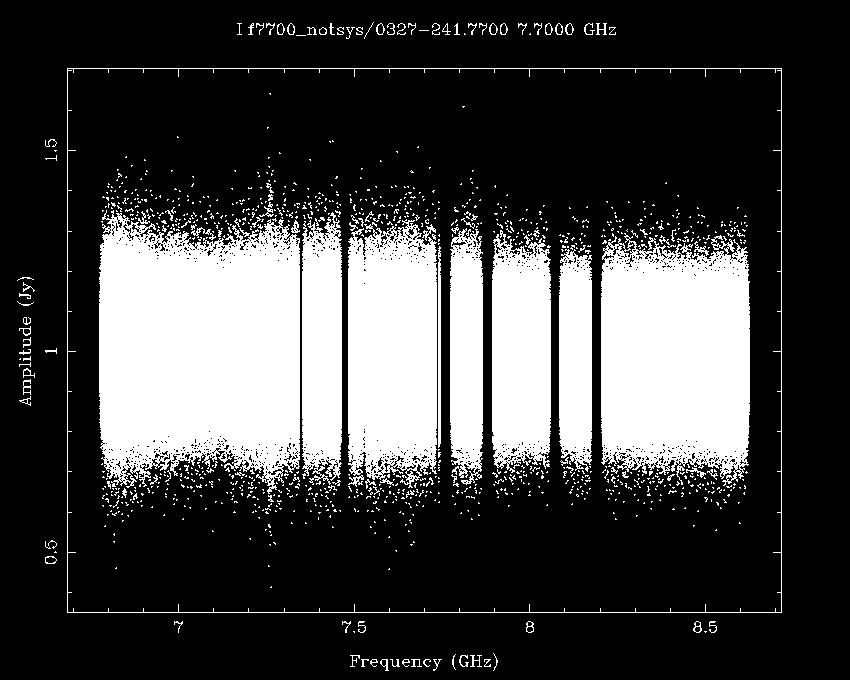 I f7700_notsys/0327-241.7700 7.7000 GHz
1.5
1
0.5
Amplitude (Jy)
7 7.5 8 8.5
Frequency (GHz)